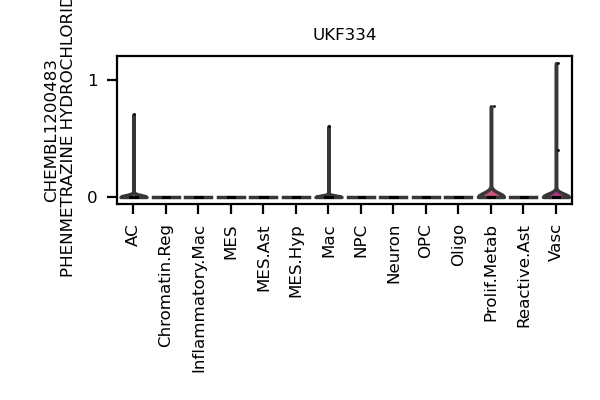 UKF334
CHEMBL1200483
PHENMETRAZINE HYDROCHLORID
1
0
AC
Chromatin.Reg
Inflammatory.Mac
MES
MES.Ast
MES.Hyp
Mac
NPC
Neuron
OPC
Oligo
Prolif.Metab
Reactive.Ast
Vasc